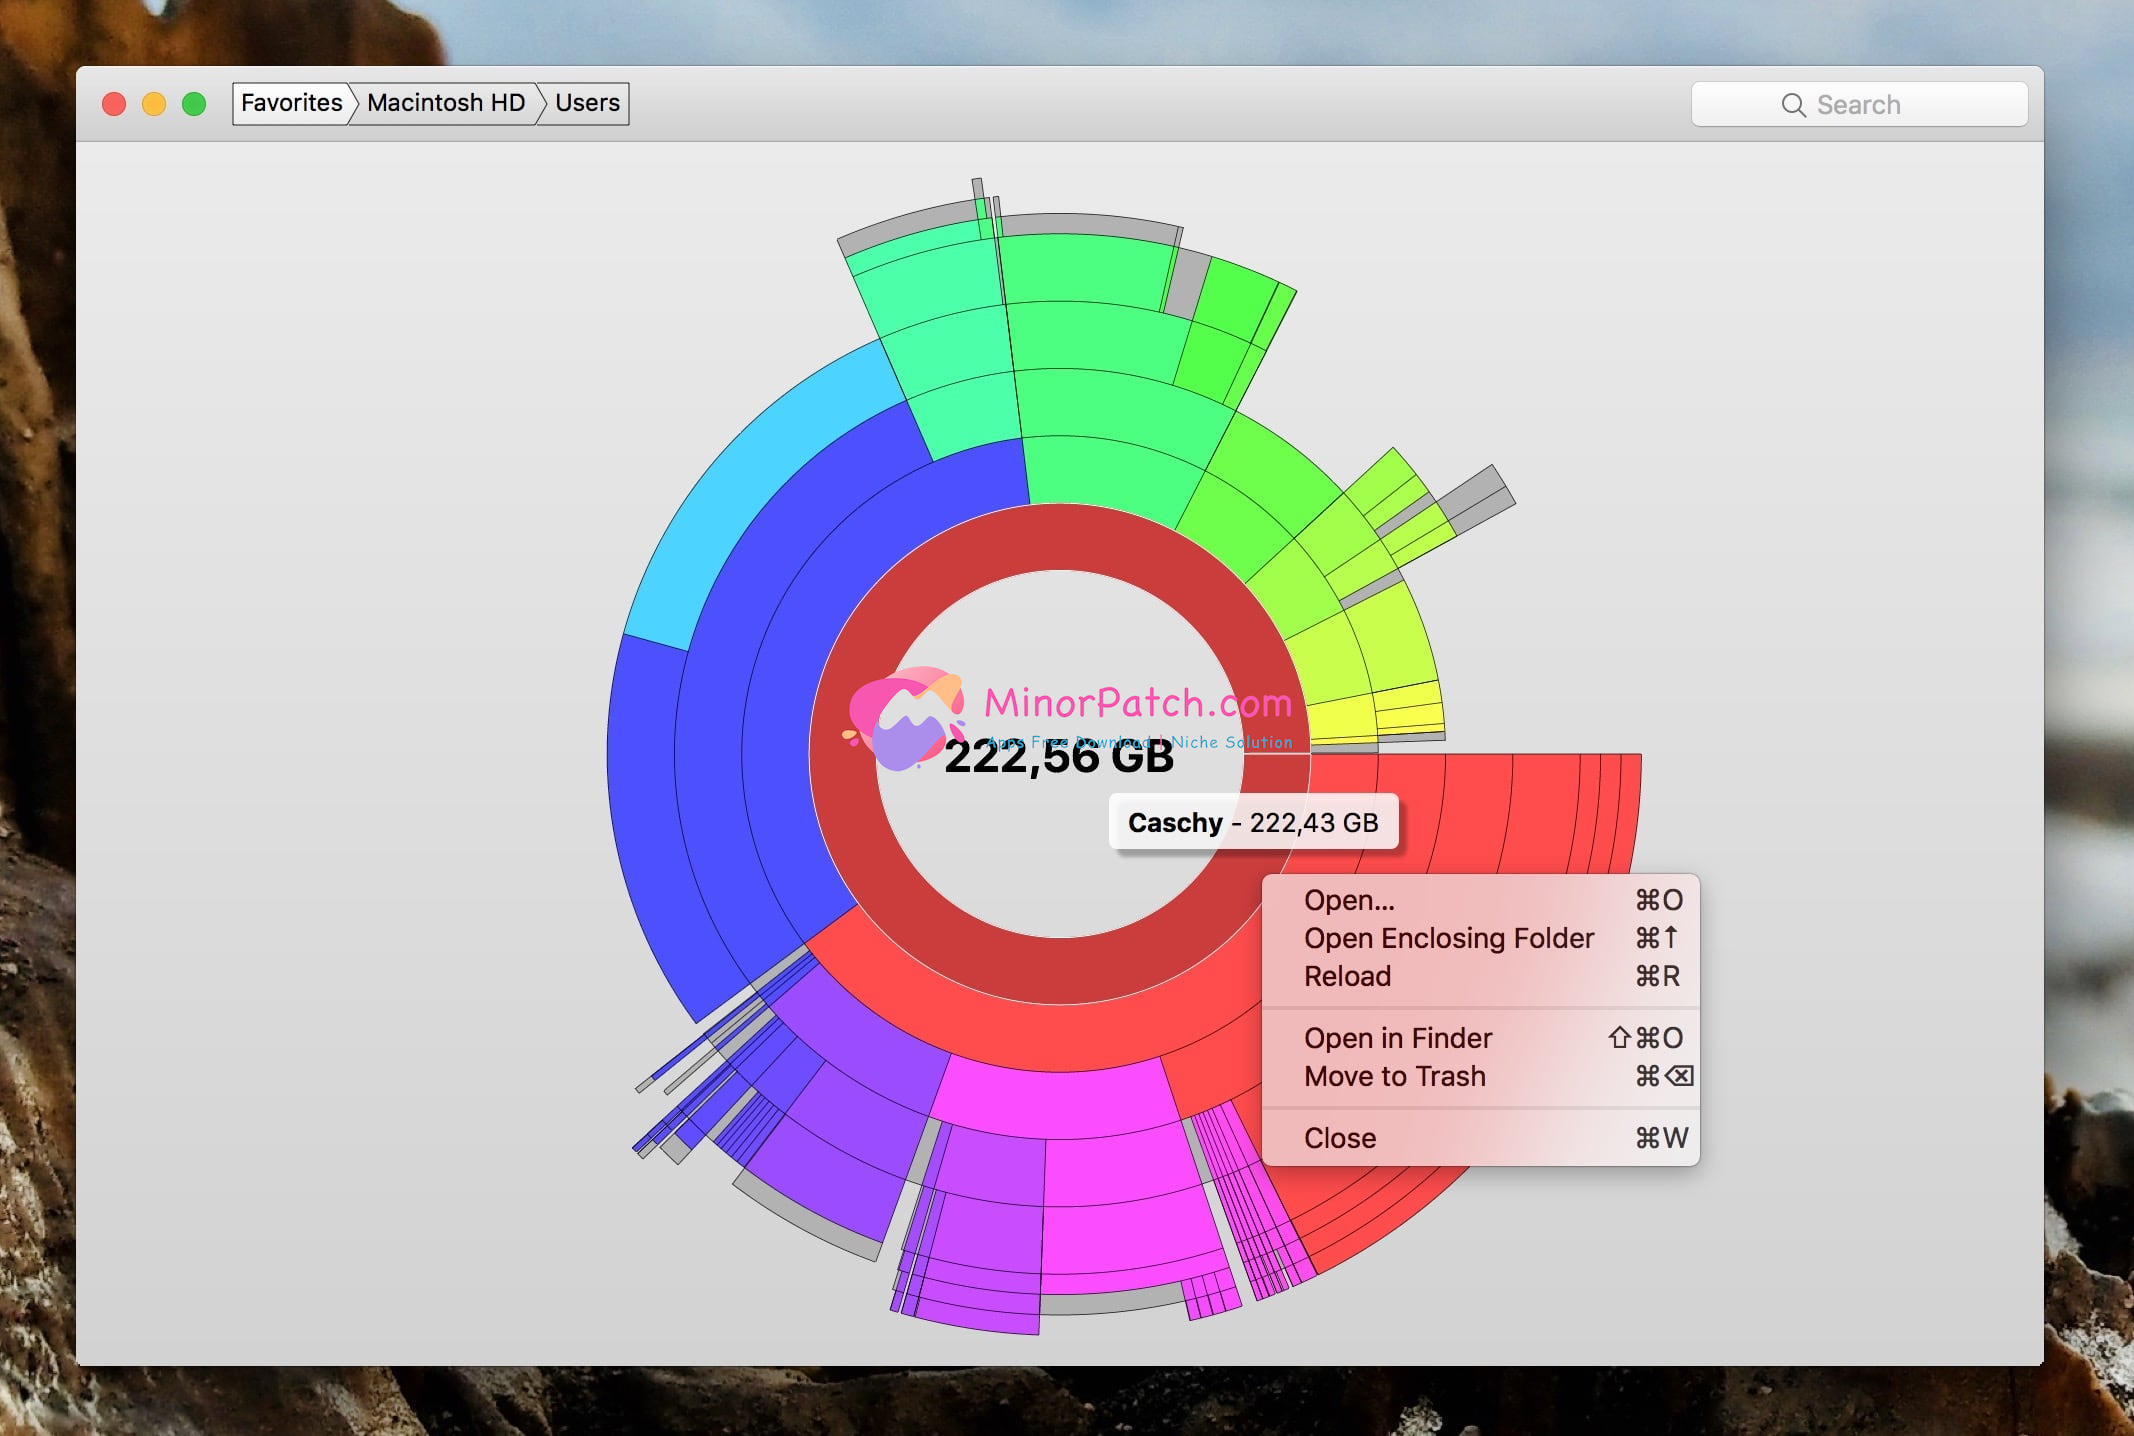 Favorites Macintosh HD Users
Search
MinorPatch.com
Apps Free Download | Niche Solution
222,56 GB
Caschy - 222,43 GB
Open... ⌘O
Open Enclosing Folder ⌘↑
Reload ⌘R
Open in Finder ⇧⌘O
Move to Trash ⌘⌫
Close ⌘W